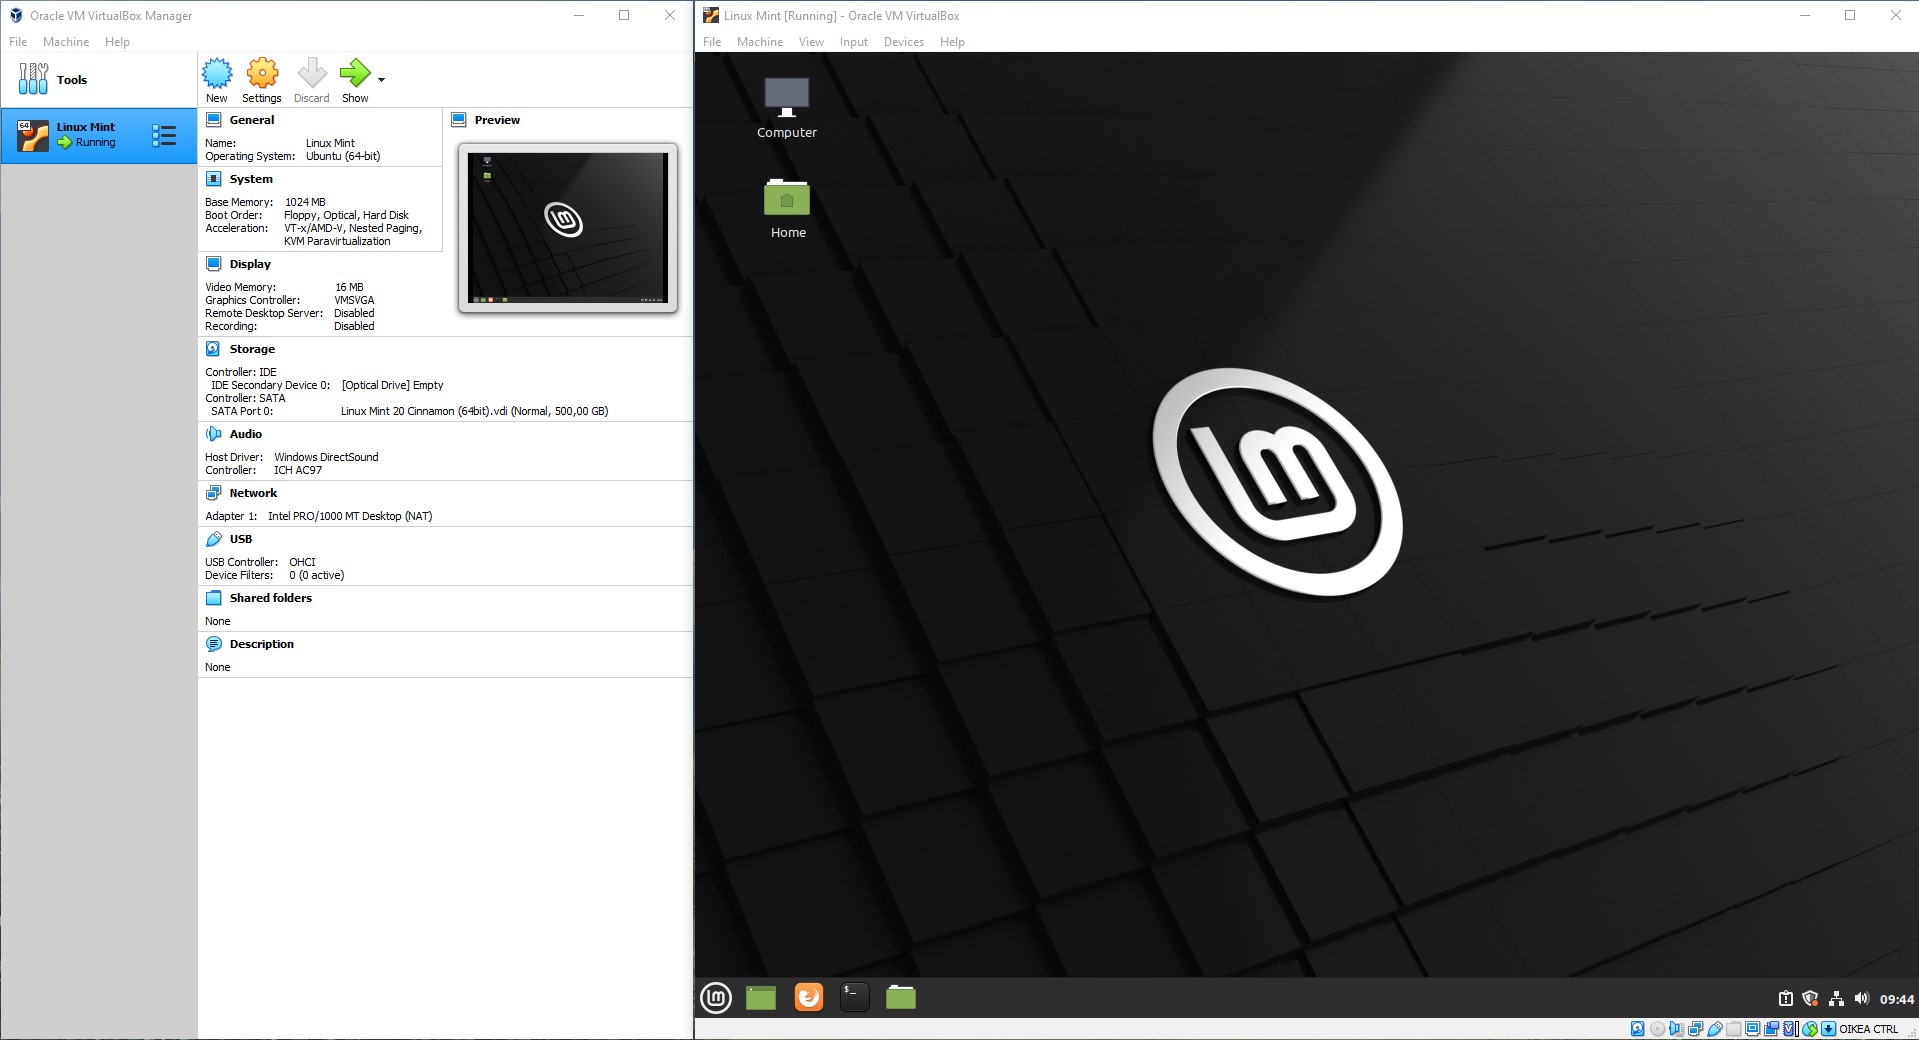 Oracle VM VirtualBox Manager
File Machine Help
Tools
Linux Mint
Running
64
New Settings Discard Show
General
Name: Linux Mint
Operating System: Ubuntu (64-bit)
System
Base Memory: 1024 MB
Boot Order: Floppy, Optical, Hard Disk
Acceleration: VT-x/AMD-V, Nested Paging,
KVM Paravirtualization
Preview
Display
Video Memory: 16 MB
Graphics Controller: VMSVGA
Remote Desktop Server: Disabled
Recording: Disabled
Storage
Controller: IDE
IDE Secondary Device 0: [Optical Drive] Empty
Controller: SATA
SATA Port 0: Linux Mint 20 Cinnamon (64bit).vdi (Normal, 500,00 GB)
Audio
Host Driver: Windows DirectSound
Controller: ICH AC97
Network
Adapter 1: Intel PRO/1000 MT Desktop (NAT)
USB
USB Controller: OHCI
Device Filters: 0 (0 active)
Shared folders
None
Description
None
Linux Mint [Running] - Oracle VM VirtualBox
File Machine View Input Devices Help
Computer
Home
lm
$_
09:44
OIKEA CTRL